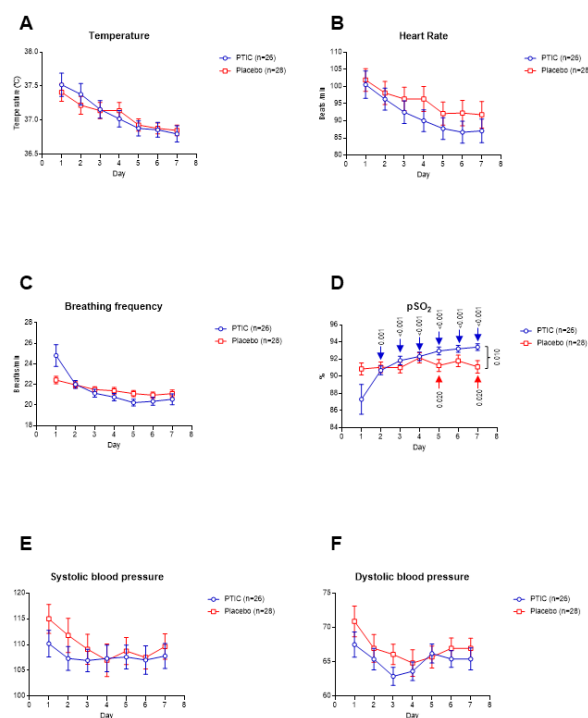 A
Temperature
PTIC (n=26)
Placebo (n=28)
Temperature (°C)
38.0
37.5
37.0
36.5
0 1 2 3 4 5 6 7 8
Day
B
Heart Rate
PTIC (n=26)
Placebo (n=28)
Beats/min
105
100
95
90
85
80
0 1 2 3 4 5 6 7 8
Day
C
Breathing frequency
PTIC (n=26)
Placebo (n=28)
Breaths/min
28
26
24
22
20
18
0 1 2 3 4 5 6 7 8
Day
D
pSO2
PTIC (n=26)
Placebo (n=28)
%
96
94
92
90
88
86
84
0.001
<0.001
<0.001
<0.001
<0.001
<0.001
0.010
0.020
0.020
0 1 2 3 4 5 6 7 8
Day
E
Systolic blood pressure
PTIC (n=26)
Placebo (n=28)
120
115
110
105
100
0 1 2 3 4 5 6 7 8
Day
F
Dystolic blood pressure
PTIC (n=26)
Placebo (n=28)
75
70
65
60
0 1 2 3 4 5 6 7 8
Day